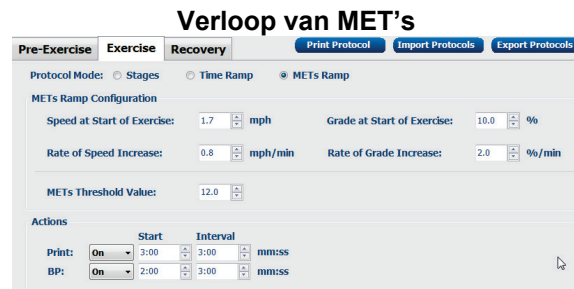 Verloop van MET's
Pre-Exercise Exercise Recovery Print Protocol Import Protocols Export Protocols
Protocol Mode: Stages Time Ramp METs Ramp
METs Ramp Configuration
Speed at Start of Exercise: 1.7 mph Grade at Start of Exercise: 10.0 %
Rate of Speed Increase: 0.8 mph/min Rate of Grade Increase: 2.0 %/min
METs Threshold Value: 12.0
Actions
Start Interval
Print: On 3:00 3:00 mm:ss
BP: On 2:00 3:00 mm:ss